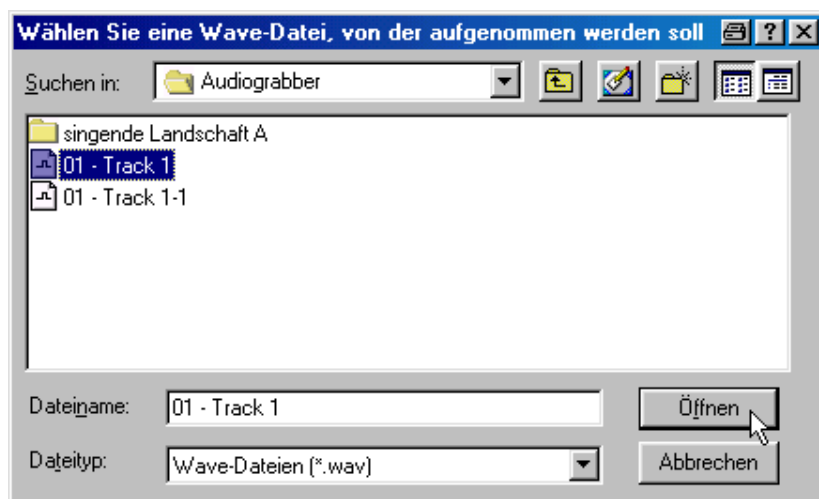 Wählen Sie eine Wave-Datei, von der aufgenommen werden soll
Suchen in: Audiograbber
singende Landschaft A
01 - Track 1
01 - Track 1-1
Dateiname: 01 - Track 1 Öffnen
Dateityp: Wave-Dateien (*.wav) Abbrechen